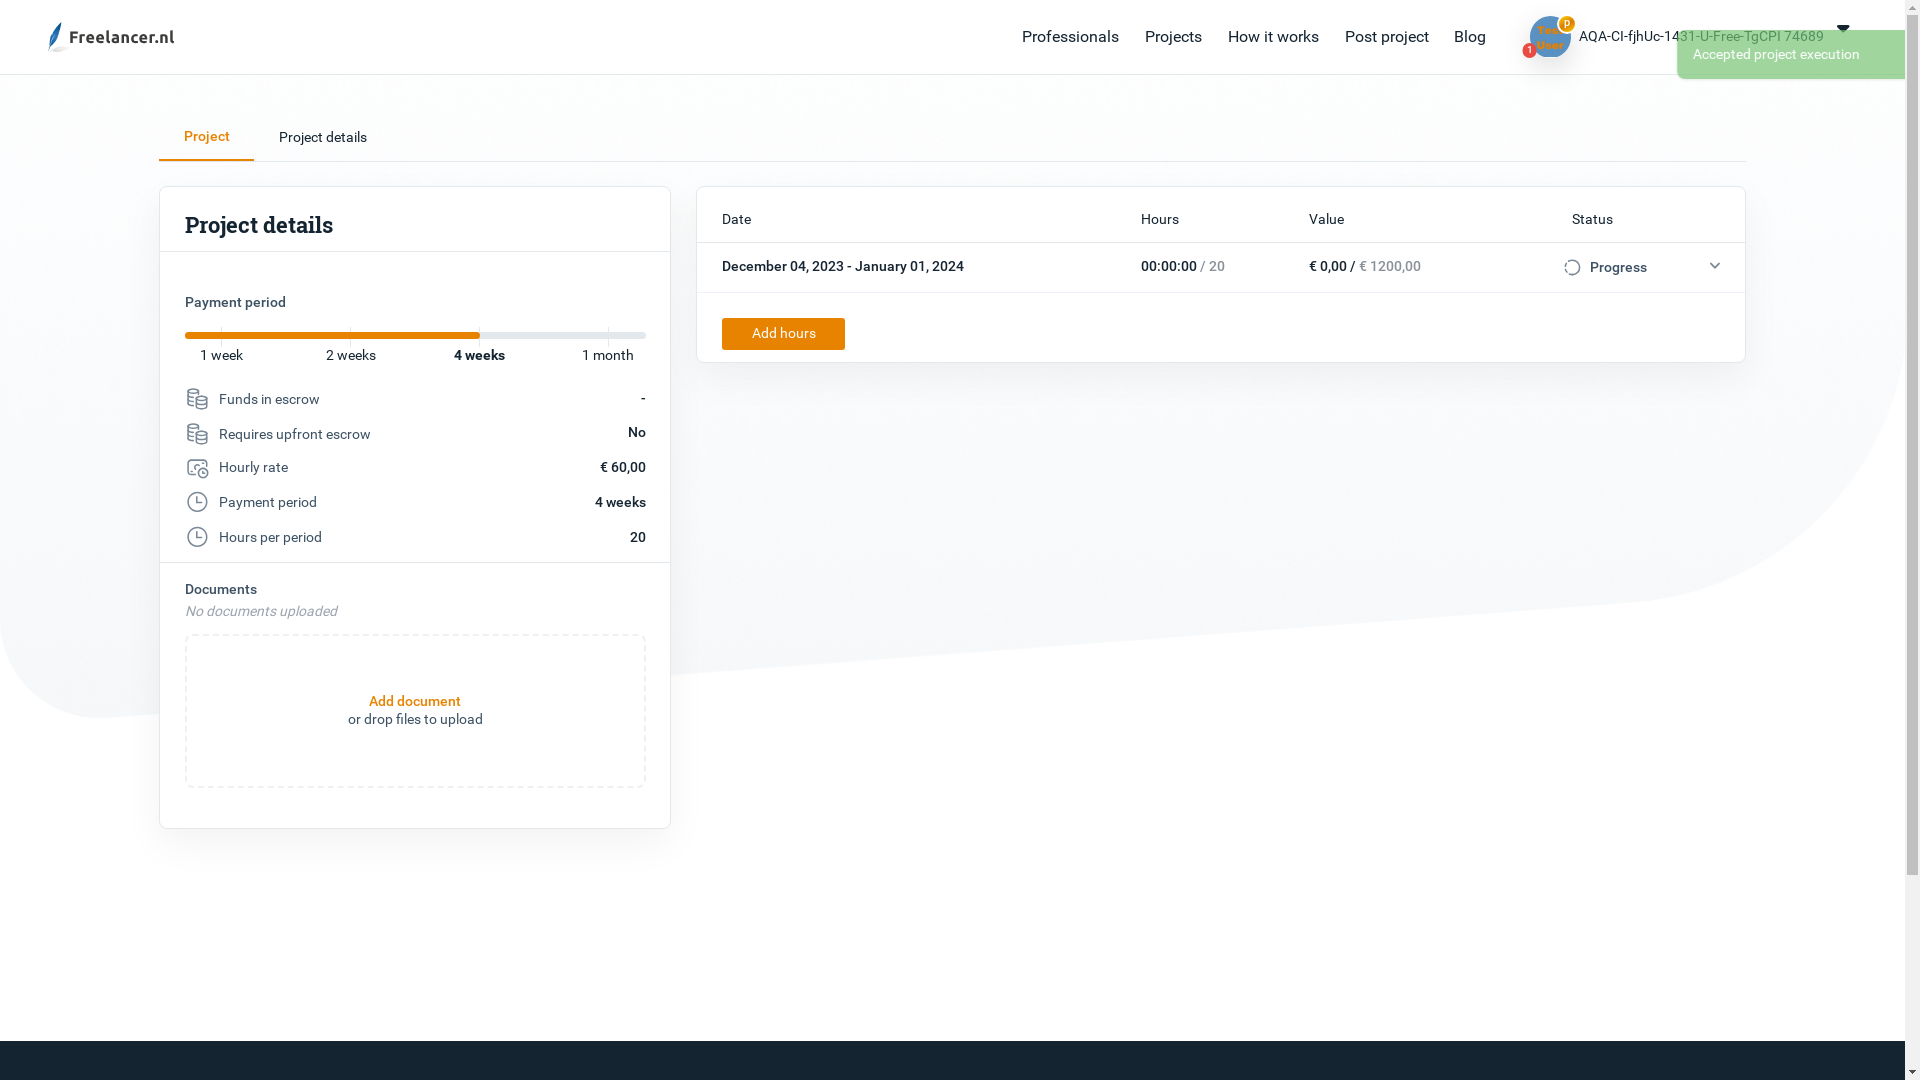 Freelancer.nl
Professionals
Projects
How it works
Post project
Blog
p
1
Test User
AQA-CI-fjhUc-1431-U-Free-TgCPI 74689
Accepted project execution
Project
Project details
Project details
Payment period
1 week
2 weeks
4 weeks
1 month
Funds in escrow
-
Requires upfront escrow
No
Hourly rate
€ 60,00
Payment period
4 weeks
Hours per period
20
Documents
No documents uploaded
Add document
or drop files to upload
Date
Hours
Value
Status
December 04, 2023 - January 01, 2024
00:00:00 / 20
€ 0,00 / € 1200,00
Progress
Add hours